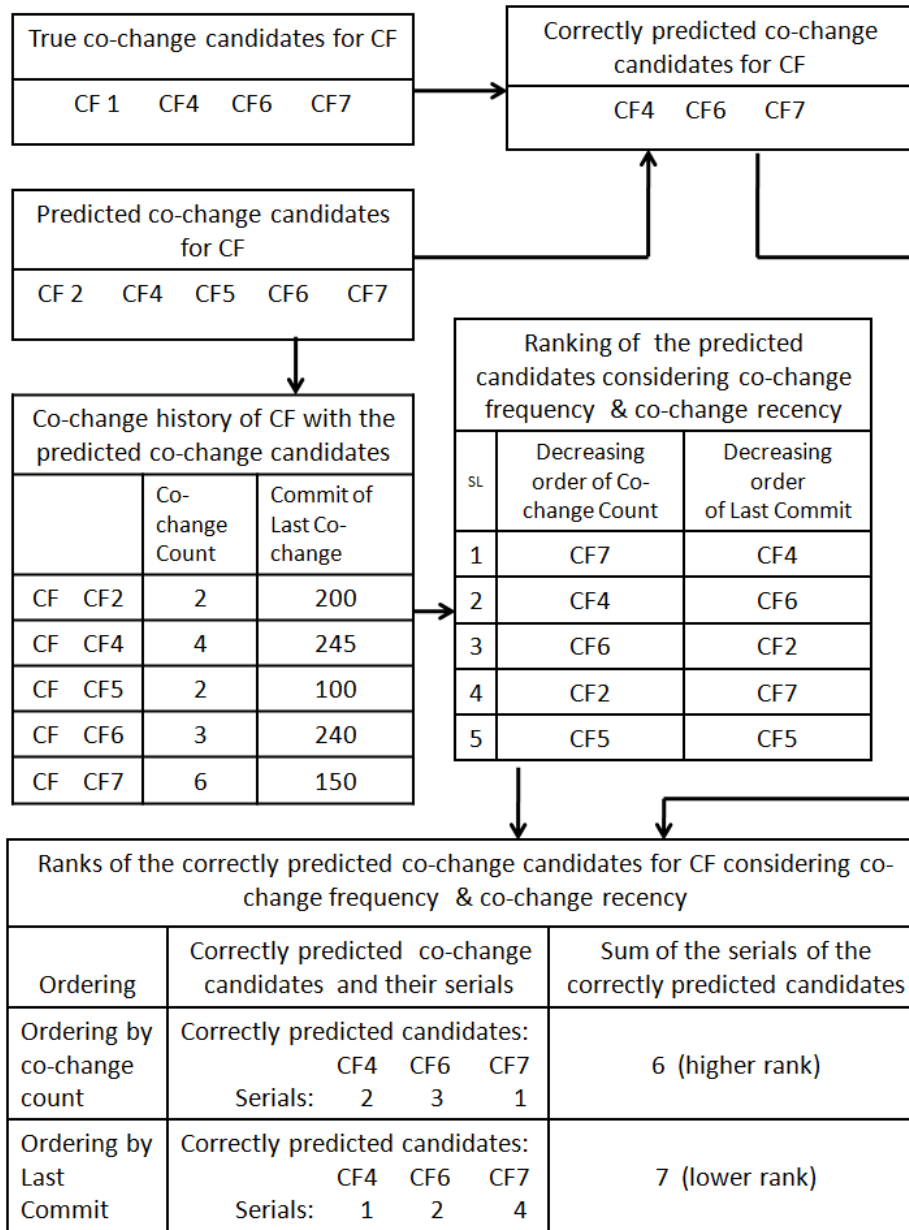 True co-change candidates for CF
CF 1 CF4 CF6 CF7
Correctly predicted co-change
candidates for CF
CF4 CF6 CF7
Predicted co-change candidates
for CF
CF 2 CF4 CF5 CF6 CF7
Co-change history of CF with the
predicted co-change candidates
Co-
change
Count
Commit of
Last Co-
change
CF CF2 2 200
CF CF4 4 245
CF CF5 2 100
CF CF6 3 240
CF CF7 6 150
Ranking of the predicted
candidates considering co-change
frequency & co-change recency
SL
Decreasing
order of Co-
change Count
Decreasing
order
of Last Commit
1 CF7 CF4
2 CF4 CF6
3 CF6 CF2
4 CF2 CF7
5 CF5 CF5
Ranks of the correctly predicted co-change candidates for CF considering co-
change frequency & co-change recency
Ordering
Correctly predicted co-change
candidates and their serials
Sum of the serials of the
correctly predicted candidates
Ordering by
co-change
count
Correctly predicted candidates:
CF4 CF6 CF7
Serials: 2 3 1
6 (higher rank)
Ordering by
Last
Commit
Correctly predicted candidates:
CF4 CF6 CF7
Serials: 1 2 4
7 (lower rank)